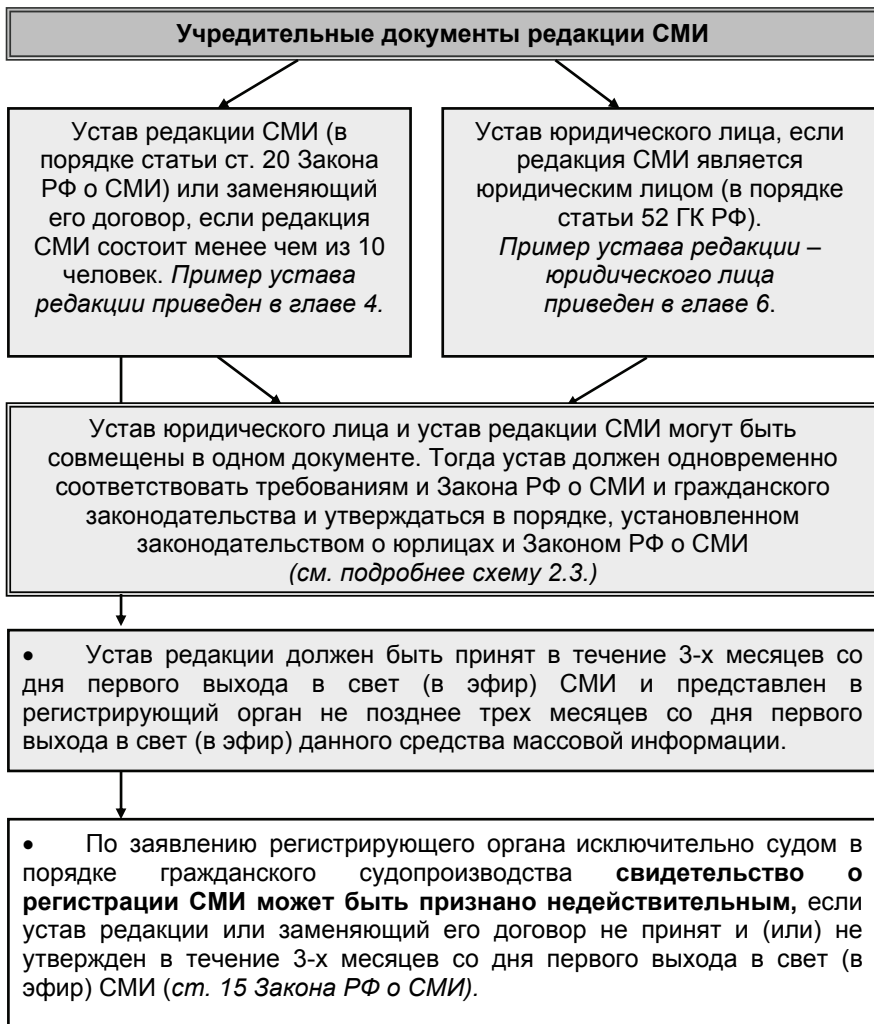 Учредительные документы редакции СМИ
Устав редакции СМИ (в
порядке статьи ст. 20 Закона
РФ о СМИ) или заменяющий
его договор, если редакция
СМИ состоит менее чем из 10
человек. Пример устава
редакции приведен в главе 4.
Устав юридического лица, если
редакция СМИ является
юридическим лицом (в порядке
статьи 52 ГК РФ).
Пример устава редакции –
юридического лица
приведен в главе 6.
Устав юридического лица и устав редакции СМИ могут быть
совмещены в одном документе. Тогда устав должен одновременно
соответствовать требованиям и Закона РФ о СМИ и гражданского
законодательства и утверждаться в порядке, установленном
законодательством о юрлицах и Законом РФ о СМИ
(см. подробнее схему 2.3.)
• Устав редакции должен быть принят в течение 3-х месяцев со
дня первого выхода в свет (в эфир) СМИ и представлен в
регистрирующий орган не позднее трех месяцев со дня первого
выхода в свет (в эфир) данного средства массовой информации.
• По заявлению регистрирующего органа исключительно судом в
порядке гражданского судопроизводства свидетельство о
регистрации СМИ может быть признано недействительным, если
устав редакции или заменяющий его договор не принят и (или) не
утвержден в течение 3-х месяцев со дня первого выхода в свет (в
эфир) СМИ (ст. 15 Закона РФ о СМИ).